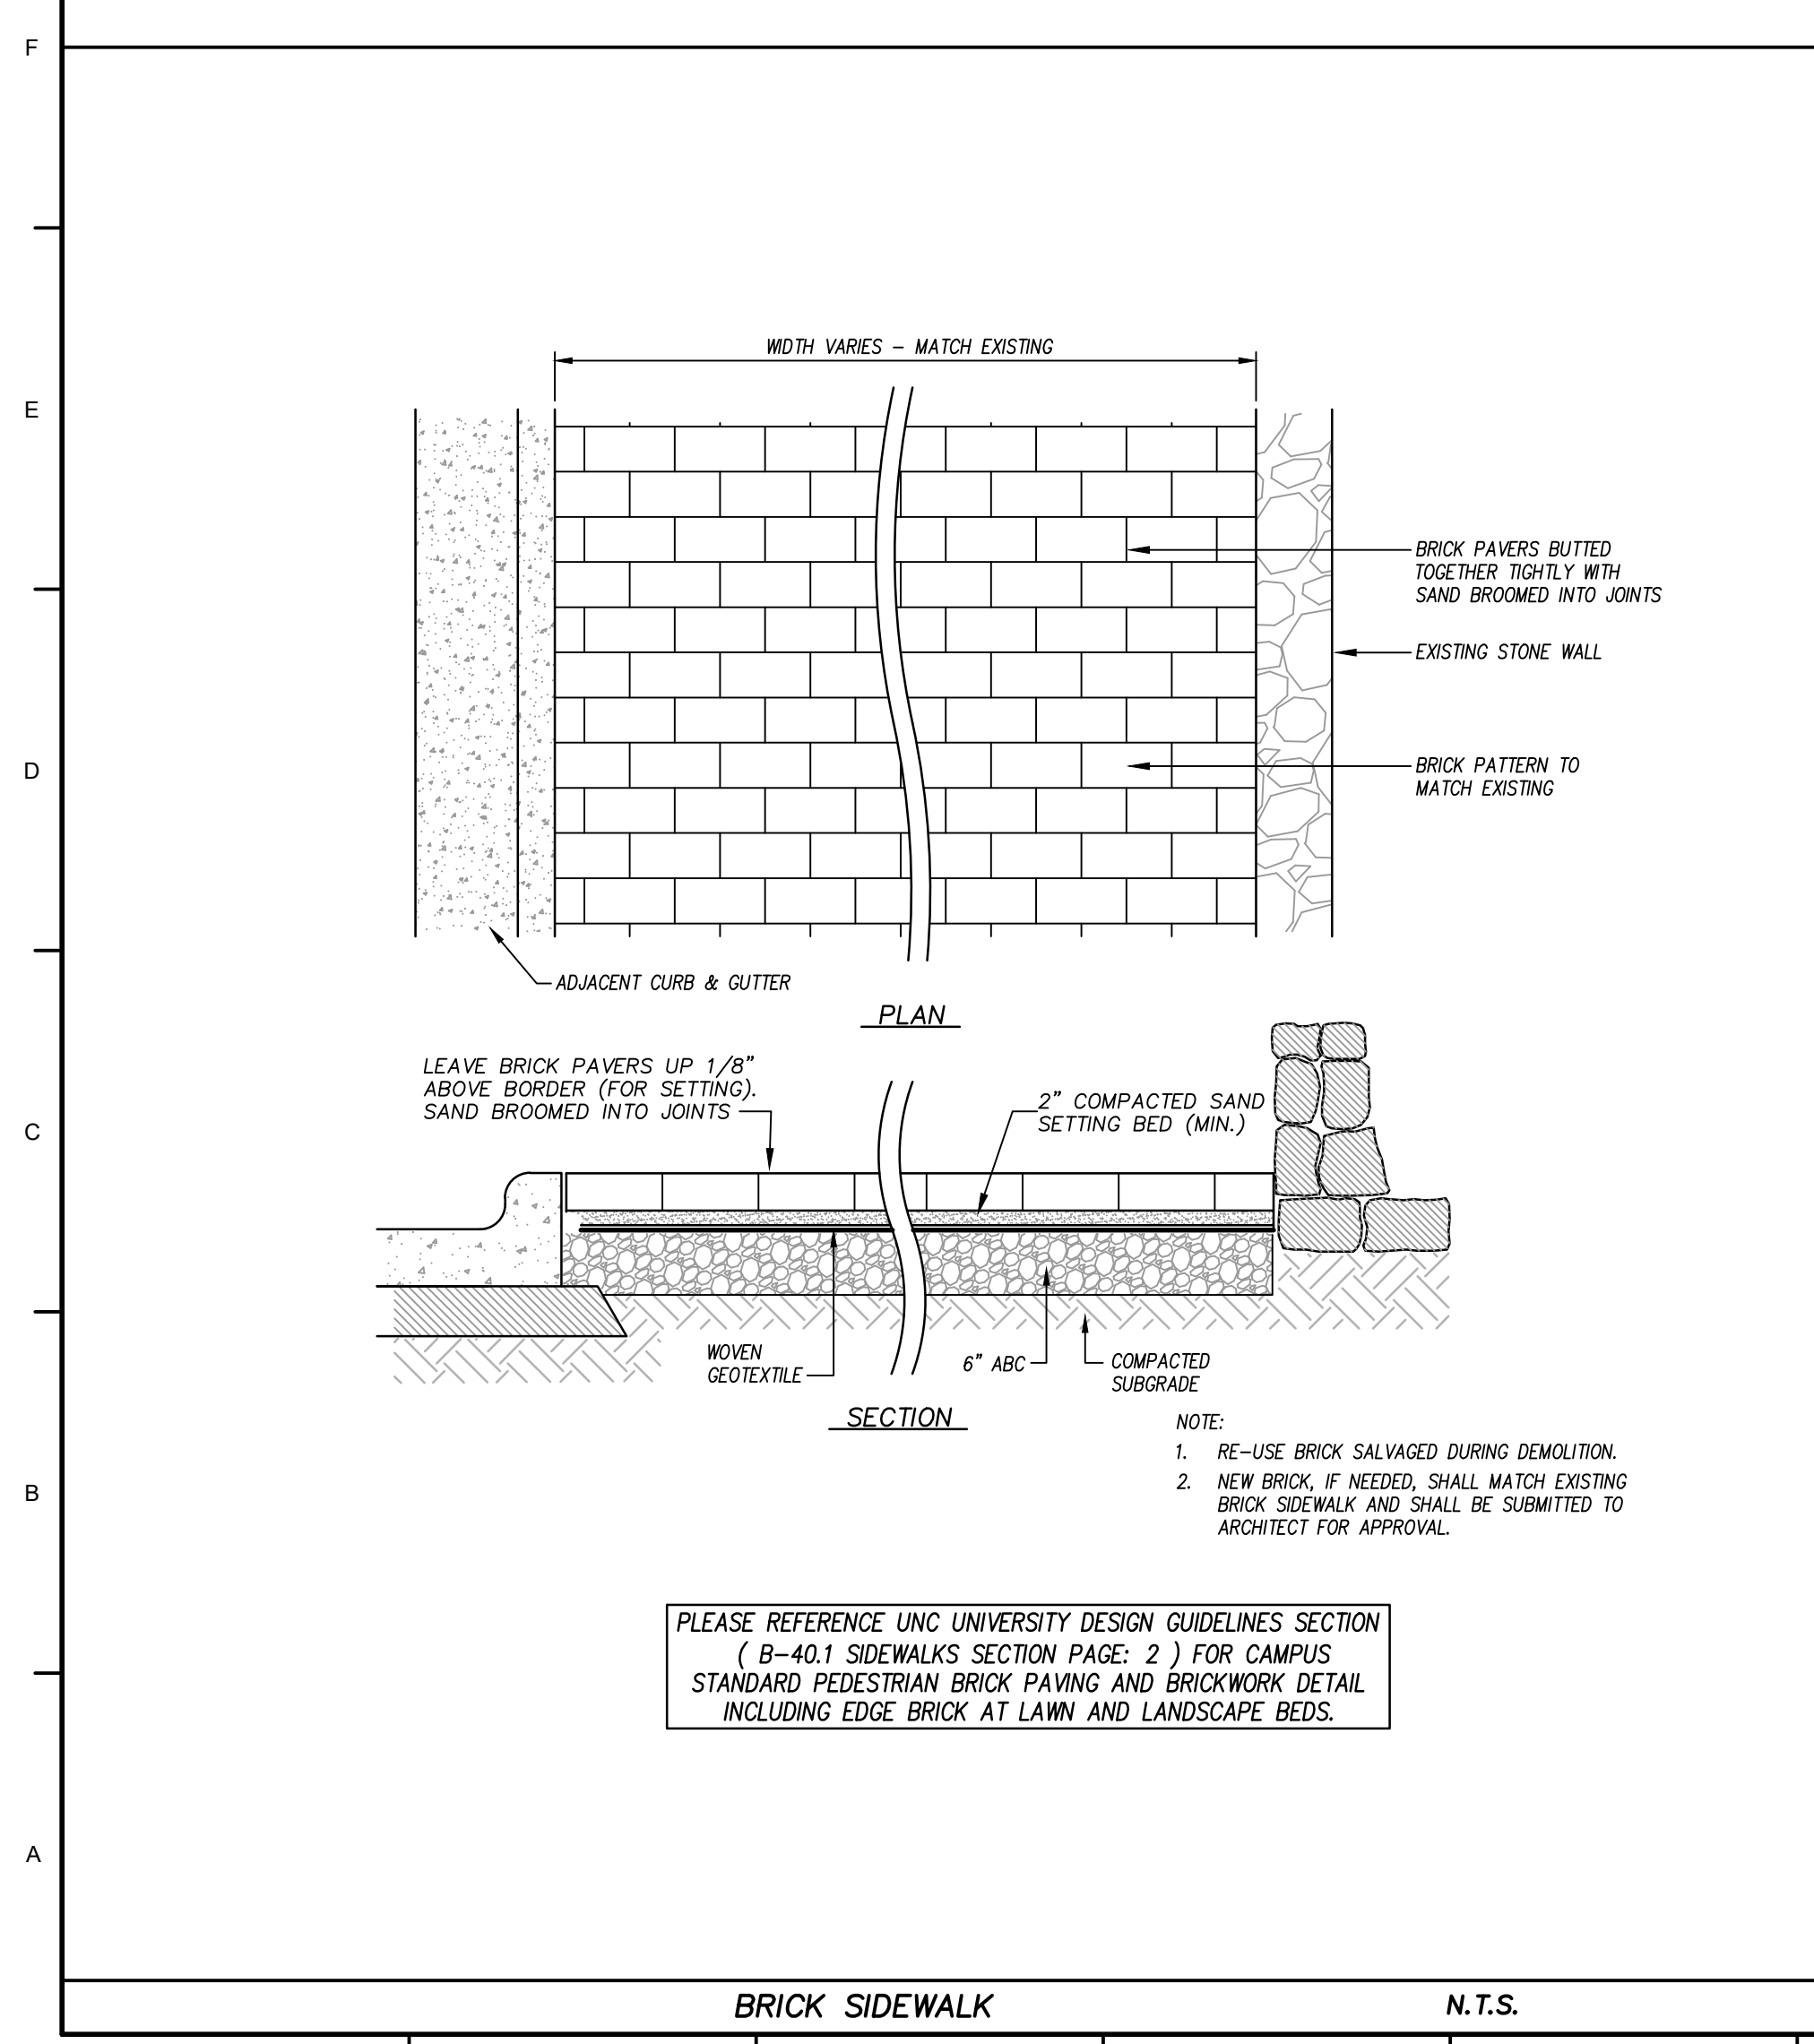 F
WIDTH VARIES - MATCH EXISTING
E
BRICK PAVERS BUTTED
TOGETHER TIGHTLY WITH
SAND BROOMED INTO JOINTS
EXISTING STONE WALL
D
BRICK PATTERN TO
MATCH EXISTING
ADJACENT CURB & GUTTER
PLAN
LEAVE BRICK PAVERS UP 1/8"
ABOVE BORDER (FOR SETTING).
SAND BROOMED INTO JOINTS
2" COMPACTED SAND
SETTING BED (MIN.)
C
WOVEN
GEOTEXTILE
6" ABC
COMPACTED
SUBGRADE
SECTION
NOTE:
1. RE-USE BRICK SALVAGED DURING DEMOLITION.
2. NEW BRICK, IF NEEDED, SHALL MATCH EXISTING
BRICK SIDEWALK AND SHALL BE SUBMITTED TO
ARCHITECT FOR APPROVAL.
B
PLEASE REFERENCE UNC UNIVERSITY DESIGN GUIDELINES SECTION
( B-40.1 SIDEWALKS SECTION PAGE: 2 ) FOR CAMPUS
STANDARD PEDESTRIAN BRICK PAVING AND BRICKWORK DETAIL
INCLUDING EDGE BRICK AT LAWN AND LANDSCAPE BEDS.
A
BRICK SIDEWALK
N.T.S.